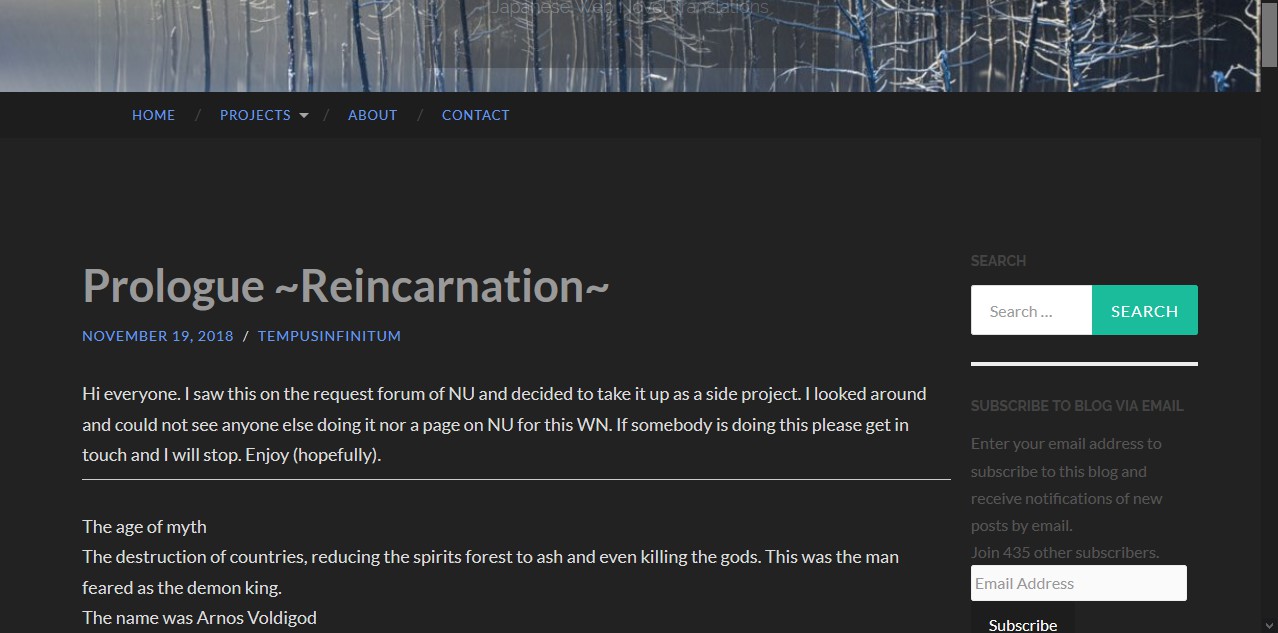 Japanese Web Novel Translations
HOME / PROJECTS / ABOUT / CONTACT
Prologue ~Reincarnation~
NOVEMBER 19, 2018 / TEMPUSINFINITUM
Hi everyone. I saw this on the request forum of NU and decided to take it up as a side project. I looked around
and could not see anyone else doing it nor a page on NU for this WN. If somebody is doing this please get in
touch and I will stop. Enjoy (hopefully).
The age of myth
The destruction of countries, reducing the spirits forest to ash and even killing the gods. This was the man
feared as the demon king.
The name was Arnos Voldigod
SEARCH
Search ...
SEARCH
SUBSCRIBE TO BLOG VIA EMAIL
Enter your email address to
subscribe to this blog and
receive notifications of new
posts by email.
Join 435 other subscribers.
Email Address
Subscribe